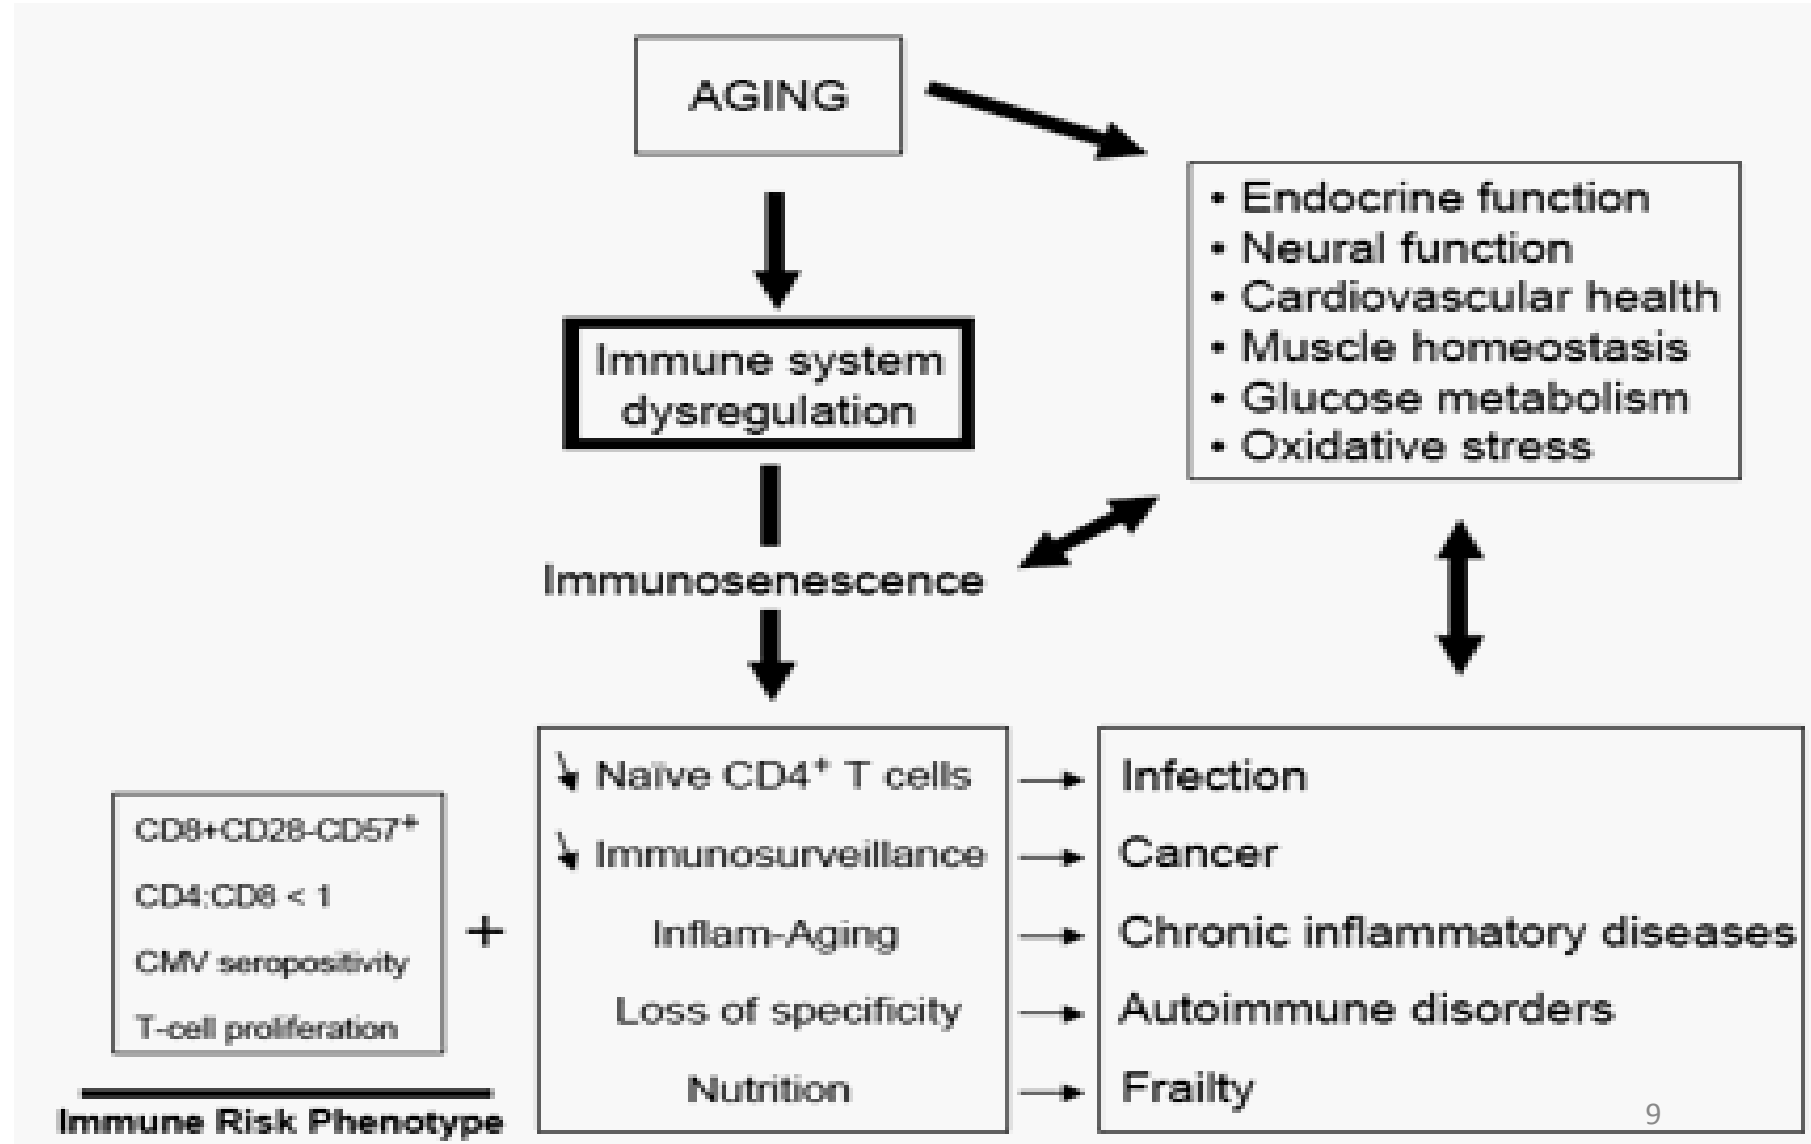 AGING
• Endocrine function
• Neural function
• Cardiovascular health
• Muscle homeostasis
• Glucose metabolism
• Oxidative stress
Immune system
dysregulation
Immunosenescence
CD8+CD28-CD57+
CD4:CD8 < 1
CMV seropositivity
T-cell proliferation
Immune Risk Phenotype
+
↘ Naïve CD4+ T cells
↘ Immunosurveillance
Inflam-Aging
Loss of specificity
Nutrition
Infection
Cancer
Chronic inflammatory diseases
Autoimmune disorders
Frailty
9